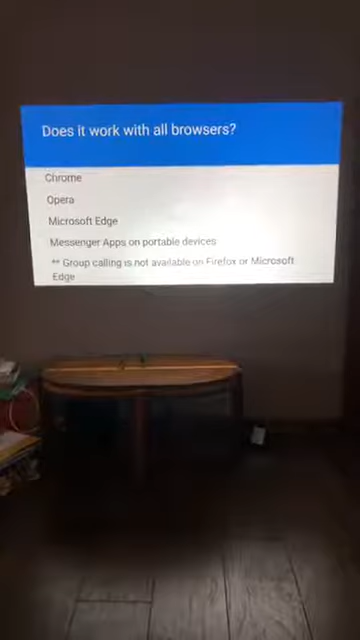 Does it work with all browsers?
Chrome
Opera
Microsoft Edge
Messenger Apps on portable devices
** Group calling is not available on Firefox or Microsoft
Edge